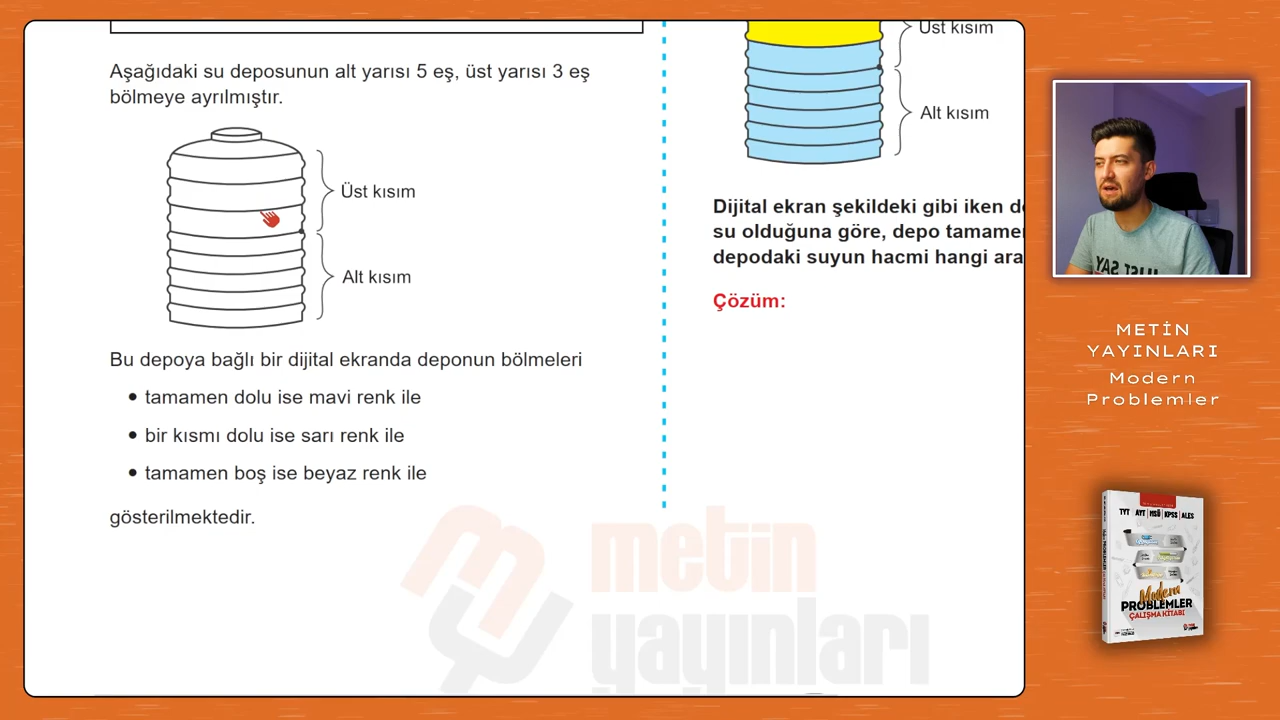 Aşağıdaki su deposunun alt yarısı 5 eş, üst yarısı 3 eş
bölmeye ayrılmıştır.
Üst kısım
Alt kısım
Bu depoya bağlı bir dijital ekranda deponun bölmeleri
• tamamen dolu ise mavi renk ile
• bir kısmı dolu ise sarı renk ile
• tamamen boş ise beyaz renk ile
gösterilmektedir.
Üst kısım
Alt kısım
Dijital ekran şekildeki gibi iken
su olduğuna göre, depo
depodaki suyun hacmi hangi
Çözüm:
metin
yayınları
METİN
YAYINLARI
Modern
Problemler
TYT AYT MSÜ KPSS ALES
Modern
PROBLEMLER
ÇALIŞMA KİTABI